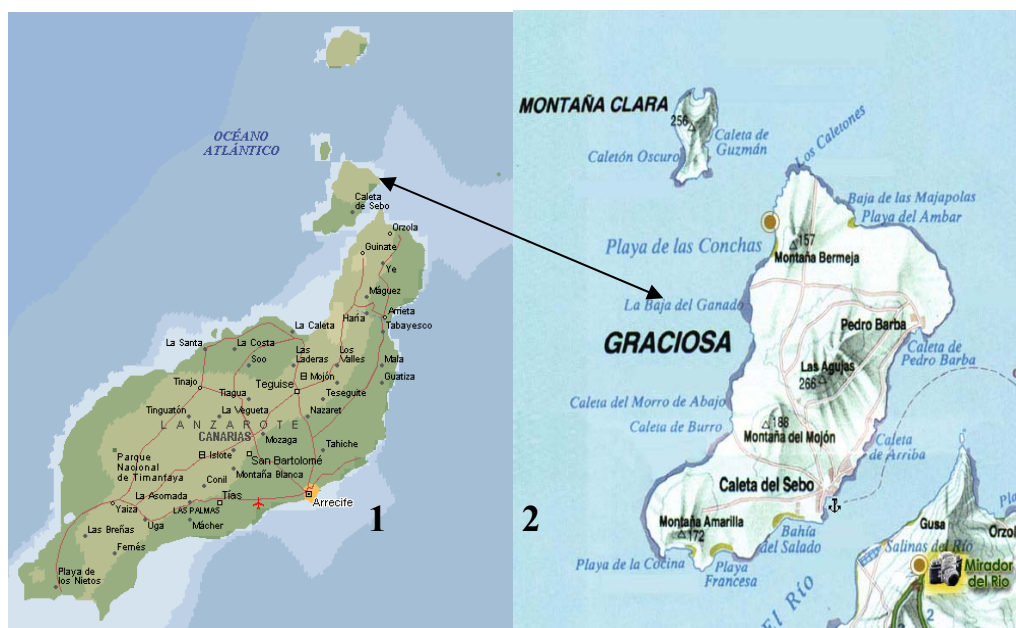 OCÉANO
ATLÁNTICO
Caleta
de Sebo
Orzola
Guinate
Ye
Máguez
Haría
Arrieta
Tabayesco
La Caleta
La Santa
La Costa
Soo
Las
Laderas
Los
Valles
Mala
Guatiza
Mojón
Teguise
Tinajo
Tiagua
Teseguite
Tinguatón
La Vegueta
Nazaret
LANZAROTE
CANARIAS
Mozaga
Tahiche
Islote
San Bartolomé
Parque
Nacional
de Timanfaya
Montaña Blanca
Conil
La Asomada
Tías
Arrecife
Yaiza
LAS PALMAS
Uga
Mácher
Las Breñas
Femés
Playa de
los Nietos
1
2
MONTAÑA CLARA
256
Caleta de
Guzmán
Caletón Oscuro
Los Caletones
Baja de las Majapolas
Playa del Ambar
Playa de las Conchas
157
Montaña Bermeja
La Baja del Ganado
GRACIOSA
Pedro Barba
Caleta de
Pedro Barba
Las Agujas
266
Caleta del Morro de Abajo
188
Caleta de Burro
Montaña del Mojón
Caleta
de Arriba
Caleta del Sebo
Montaña Amarilla
172
Bahía
del Salado
Playa de la Cocina
Playa
Francesa
Gusa
Orzol
Salinas del Río
Mirador
del Rio
EL RÍO
2